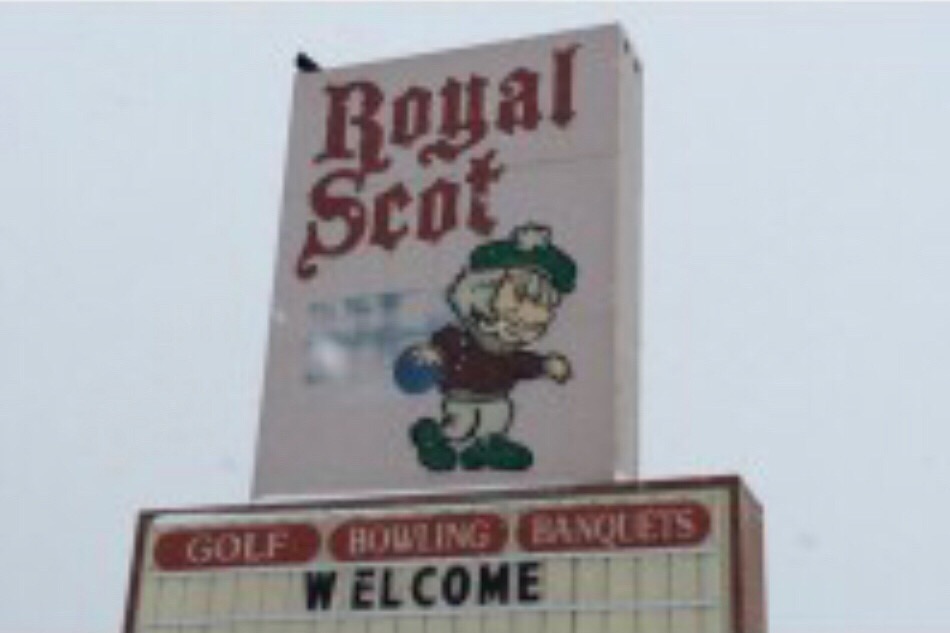 Royal
Scot
GOLF BOWLING BANQUETS
WELCOME